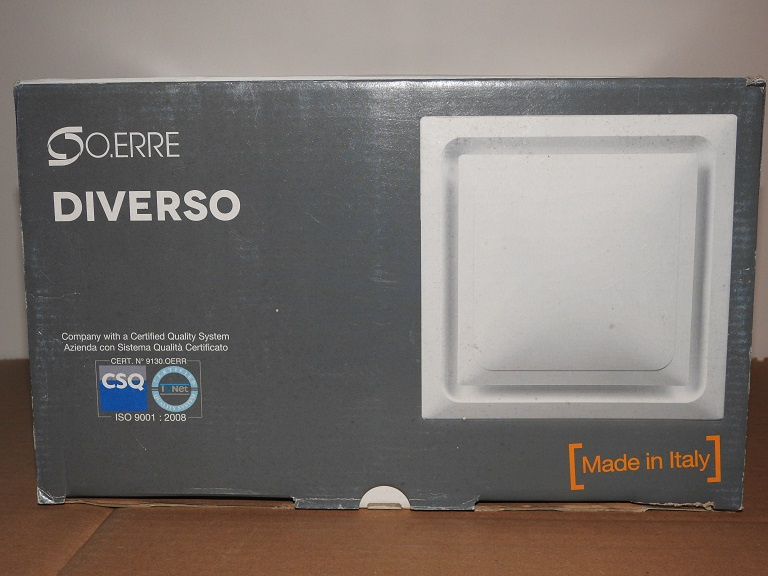 O.ERRE
DIVERSO
Company with a Certified Quality System
Azienda con Sistema Qualità Certificato
CERT. N° 9130.OERR
CSQ
Net
ISO 9001 : 2008
[Made in Italy]